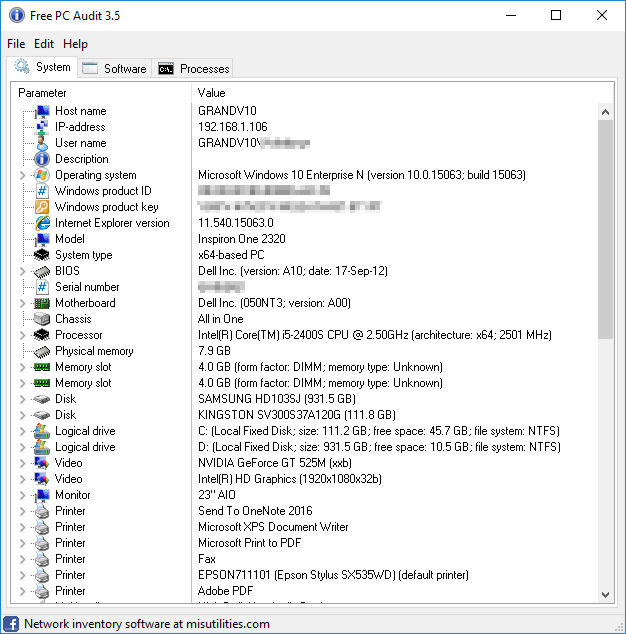 Free PC Audit 3.5
File Edit Help
System Software Processes
Parameter Value
Host name GRANDV10
IP-address 192.168.1.106
User name GRANDV10\
Description
Operating system Microsoft Windows 10 Enterprise N (version 10.0.15063; build 15063)
Windows product ID
Windows product key
Internet Explorer version 11.540.15063.0
Model Inspiron One 2320
System type x64-based PC
BIOS Dell Inc. (version: A10; date: 17-Sep-12)
Serial number
Motherboard Dell Inc. (050NT3; version: A00)
Chassis All in One
Processor Intel(R) Core(TM) i5-2400S CPU @ 2.50GHz (architecture: x64; 2501 MHz)
Physical memory 7.9 GB
Memory slot 4.0 GB (form factor: DIMM; memory type: Unknown)
Memory slot 4.0 GB (form factor: DIMM; memory type: Unknown)
Disk SAMSUNG HD103SJ (931.5 GB)
Disk KINGSTON SV300S37A120G (111.8 GB)
Logical drive C: (Local Fixed Disk; size: 111.2 GB; free space: 45.7 GB; file system: NTFS)
Logical drive D: (Local Fixed Disk; size: 931.5 GB; free space: 10.5 GB; file system: NTFS)
Video NVIDIA GeForce GT 525M (xxb)
Video Intel(R) HD Graphics (1920x1080x32b)
Monitor 23" AIO
Printer Send To OneNote 2016
Printer Microsoft XPS Document Writer
Printer Microsoft Print to PDF
Printer Fax
Printer EPSON711101 (Epson Stylus SX535WD) (default printer)
Printer Adobe PDF
Network inventory software at misutilities.com